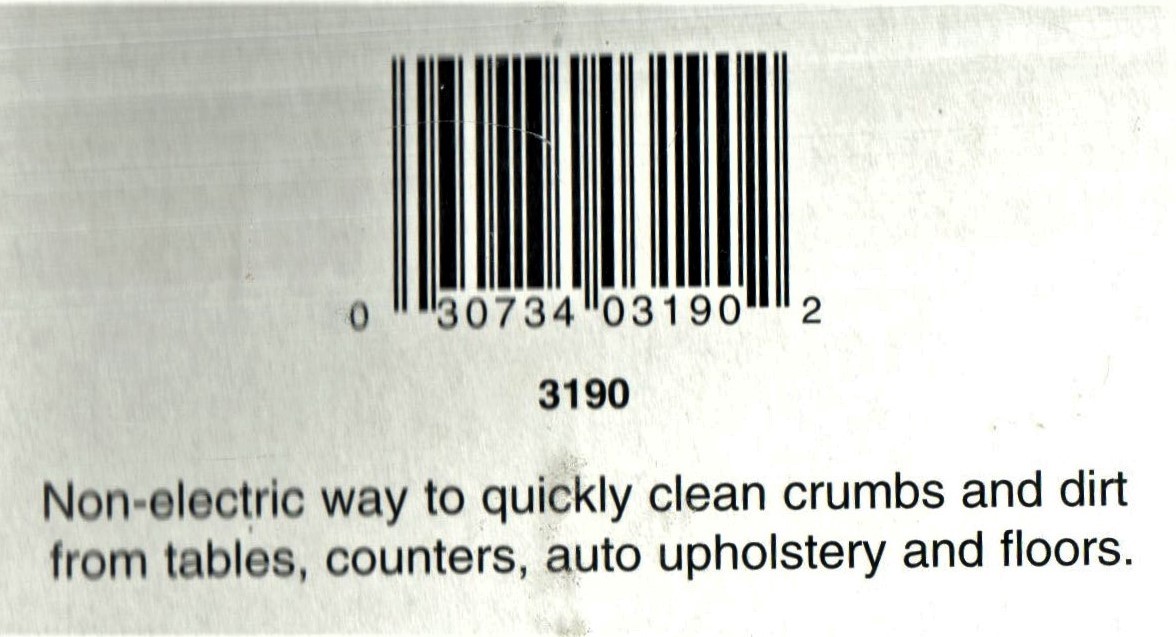 0 30734 03190 2
3190
Non-electric way to quickly clean crumbs and dirt
from tables, counters, auto upholstery and floors.